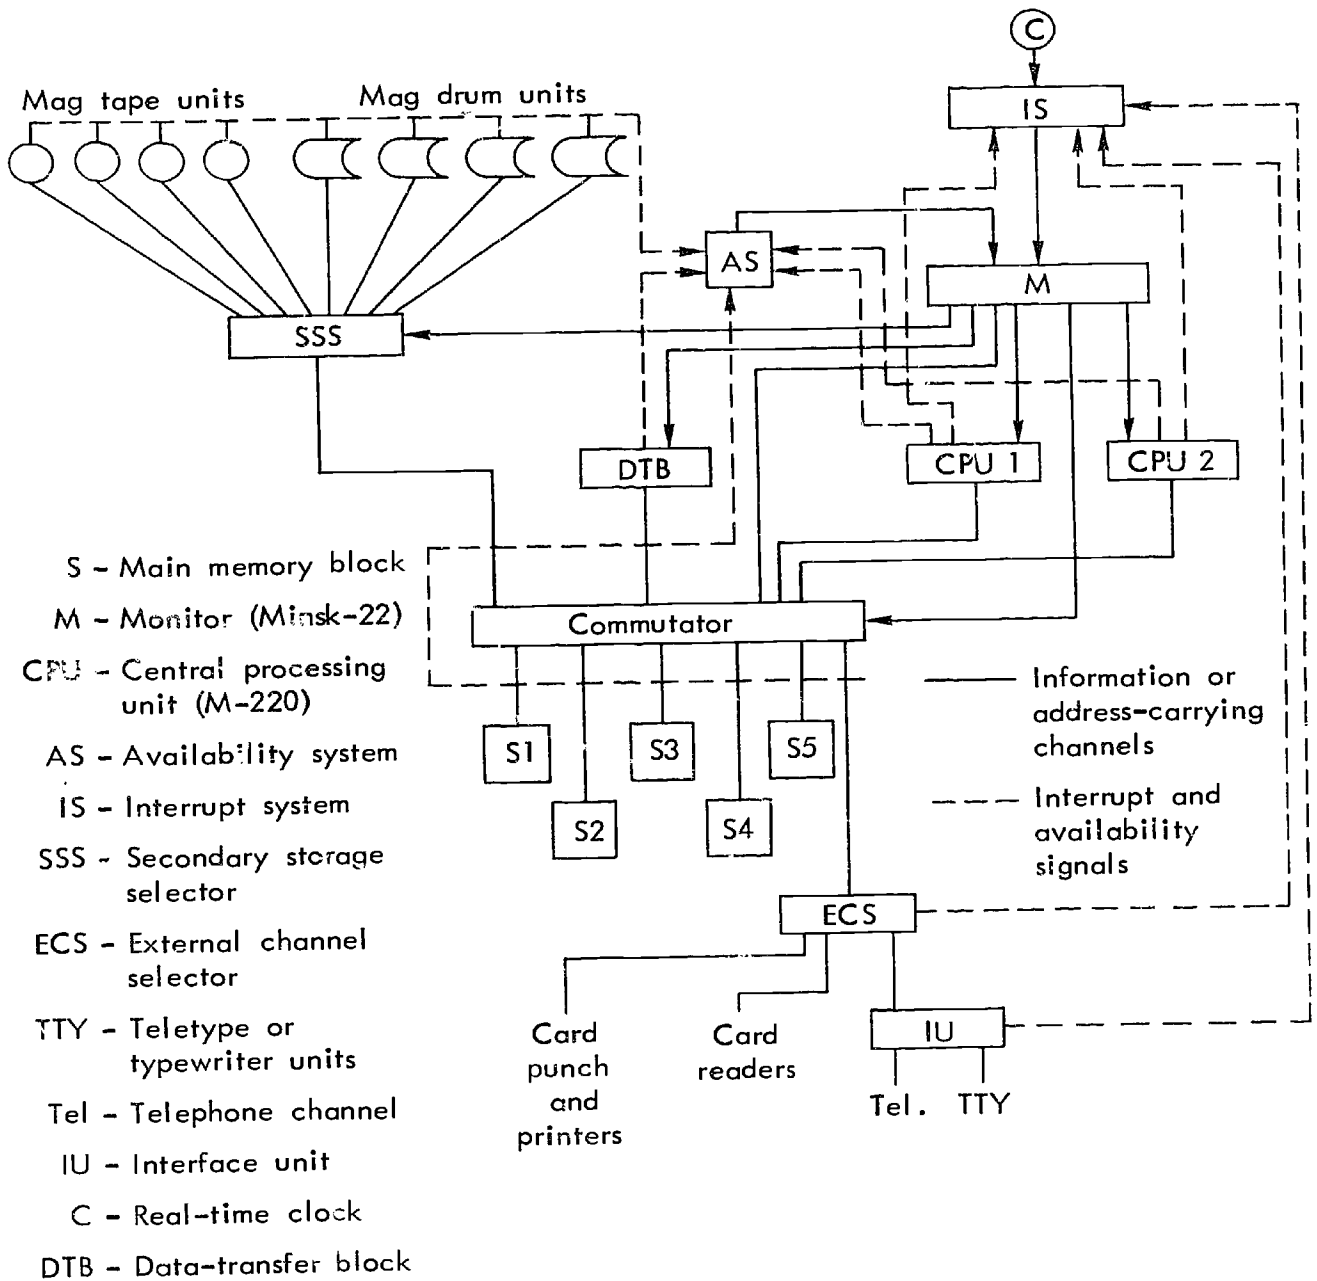 C
IS
Mag tape units
Mag drum units
AS
M
SSS
DTB
CPU 1
CPU 2
Commutator
S1
S3
S5
S2
S4
ECS
IU
Card
punch
and
printers
Card
readers
Tel.
TTY
S - Main memory block
M - Monitor (Minsk-22)
CPU - Central processing
unit (M-220)
AS - Availability system
IS - Interrupt system
SSS - Secondary storage
selector
ECS - External channel
selector
TTY - Teletype or
typewriter units
Tel - Telephone channel
IU - Interface unit
C - Real-time clock
DTB - Data-transfer block
Information or
address-carrying
channels
Interrupt and
availability
signals